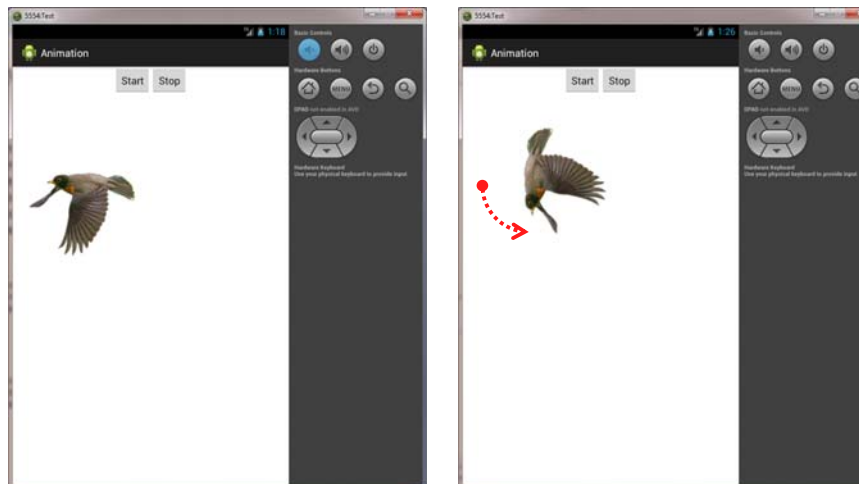 5554:Test
1:18
Animation
Start Stop
Basic Controls
Hardware Buttons
MENU
DPAD not enabled in AVD
Hardware Keyboard
Use your physical keyboard to provide input
5554:Test
1:26
Animation
Start Stop
Basic Controls
Hardware Buttons
MENU
DPAD not enabled in AVD
Hardware Keyboard
Use your physical keyboard to provide input